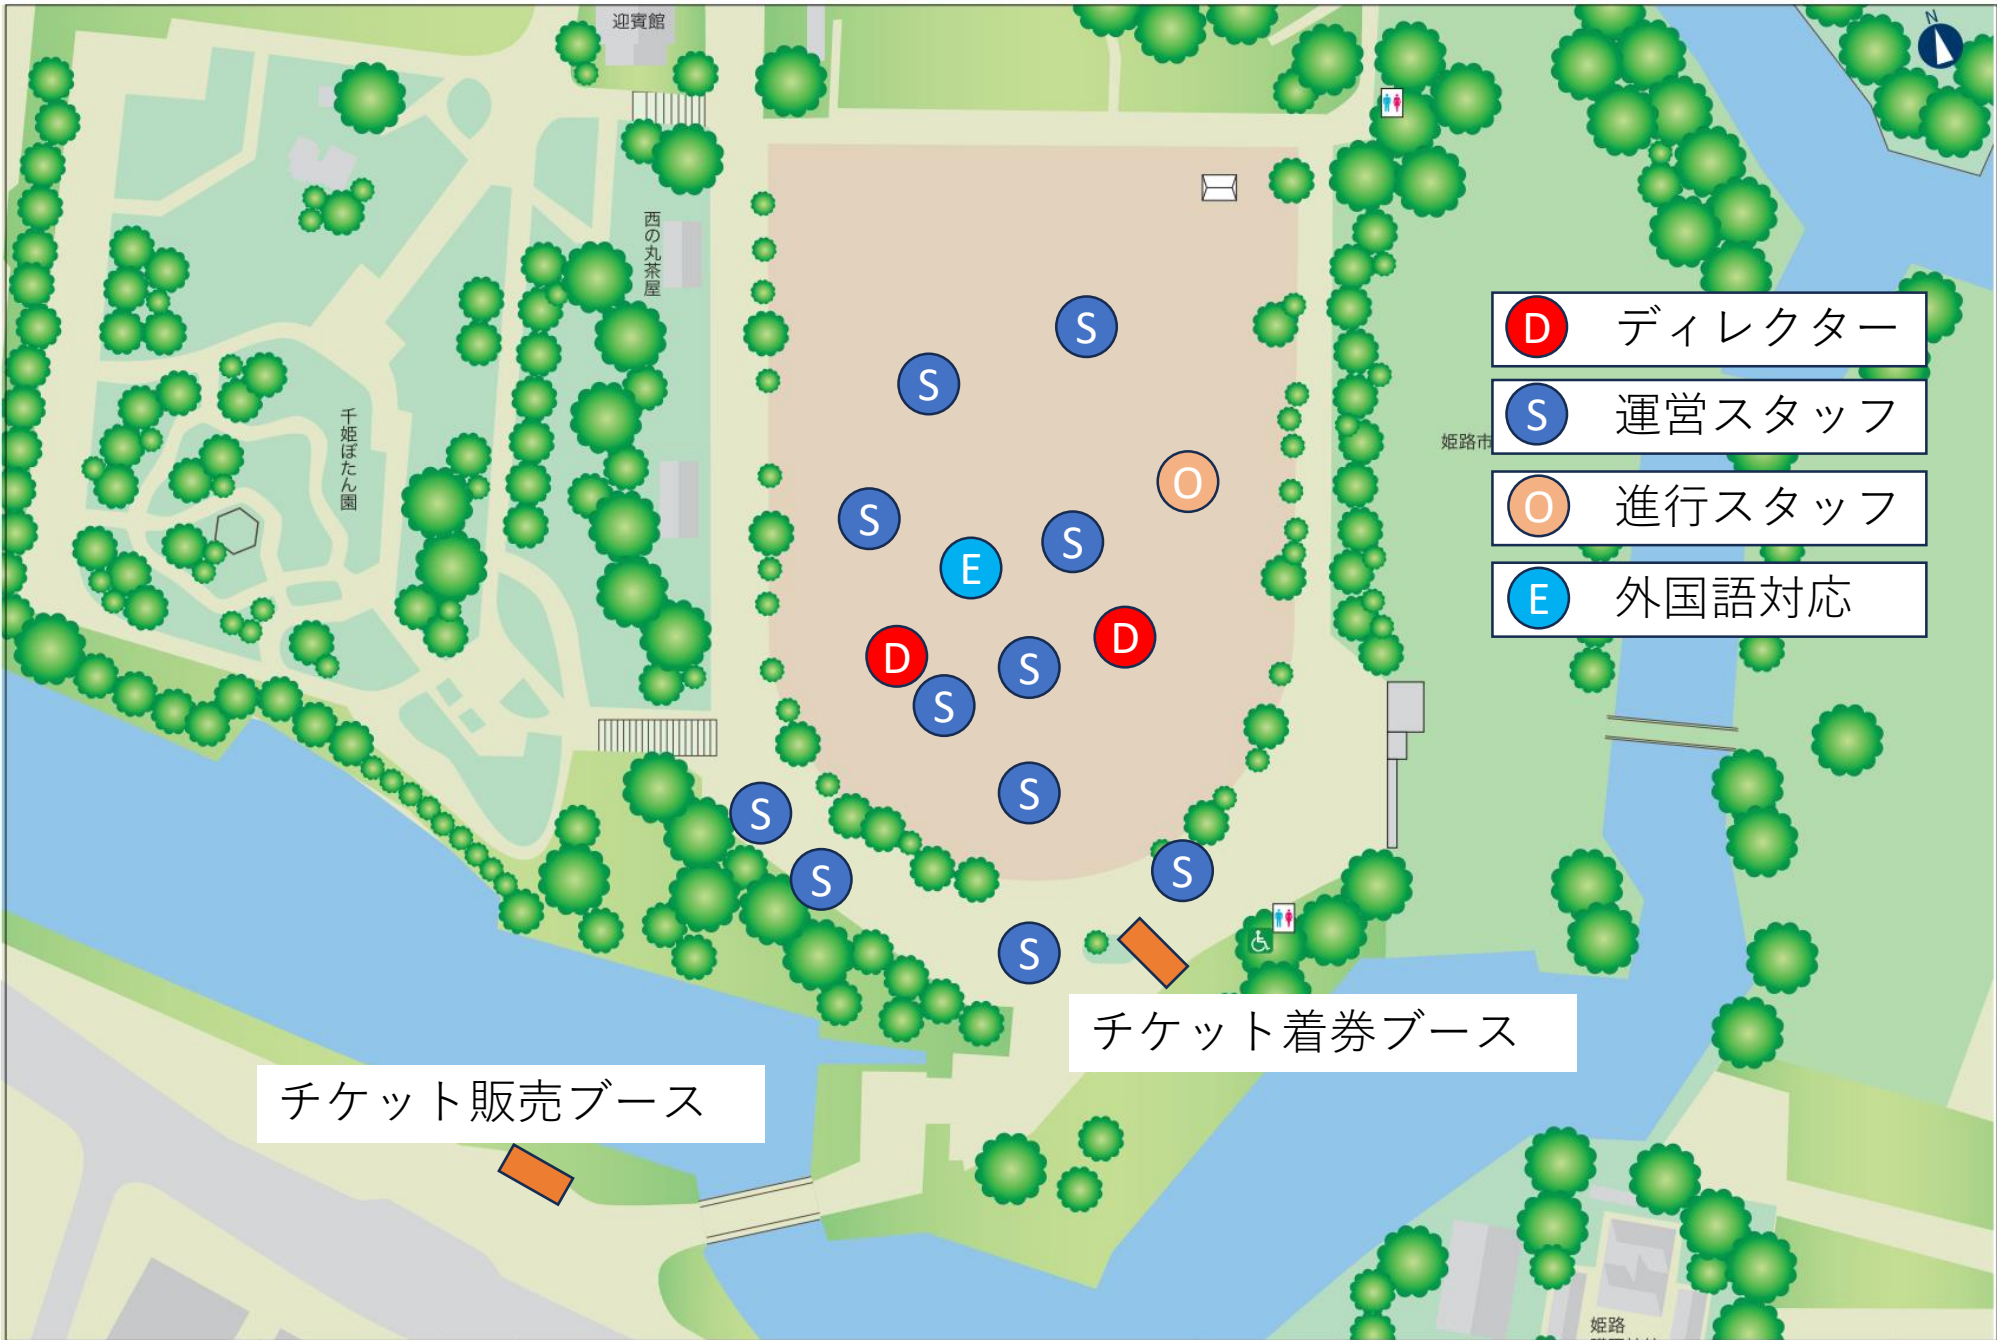 迎賓館
N
西の丸茶屋
千姫ぼたん園
S
S
D ディレクター
S 運営スタッフ
姫路市
O 進行スタッフ
E 外国語対応
O
S
S
E
D
D
S
S
S
S
S
S
S
チケット着券ブース
チケット販売ブース
姫路